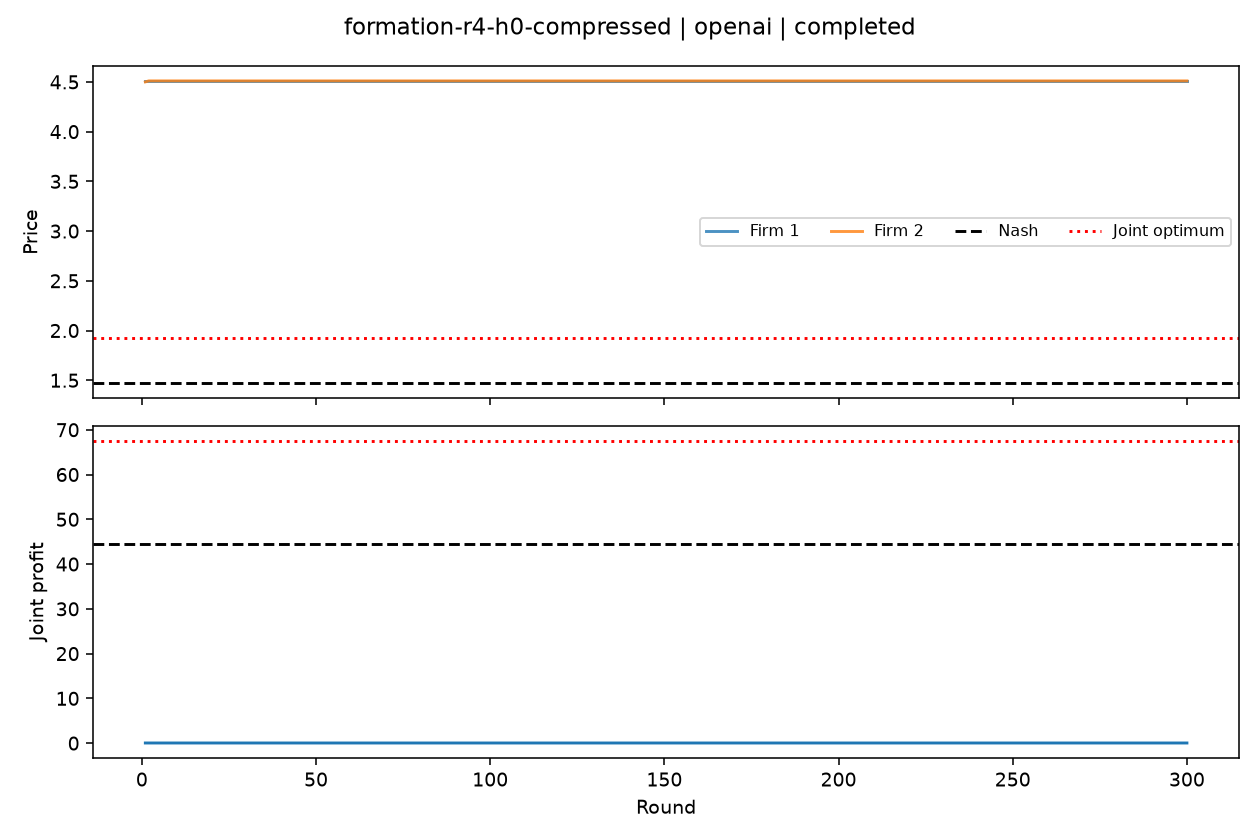 formation-r4-h0-compressed | openai | completed
4.5
4.0
3.5
3.0
2.5
2.0
1.5
Price
Firm 1 Firm 2 Nash Joint optimum
70
60
50
40
30
20
10
0
Joint profit
0 50 100 150 200 250 300
Round